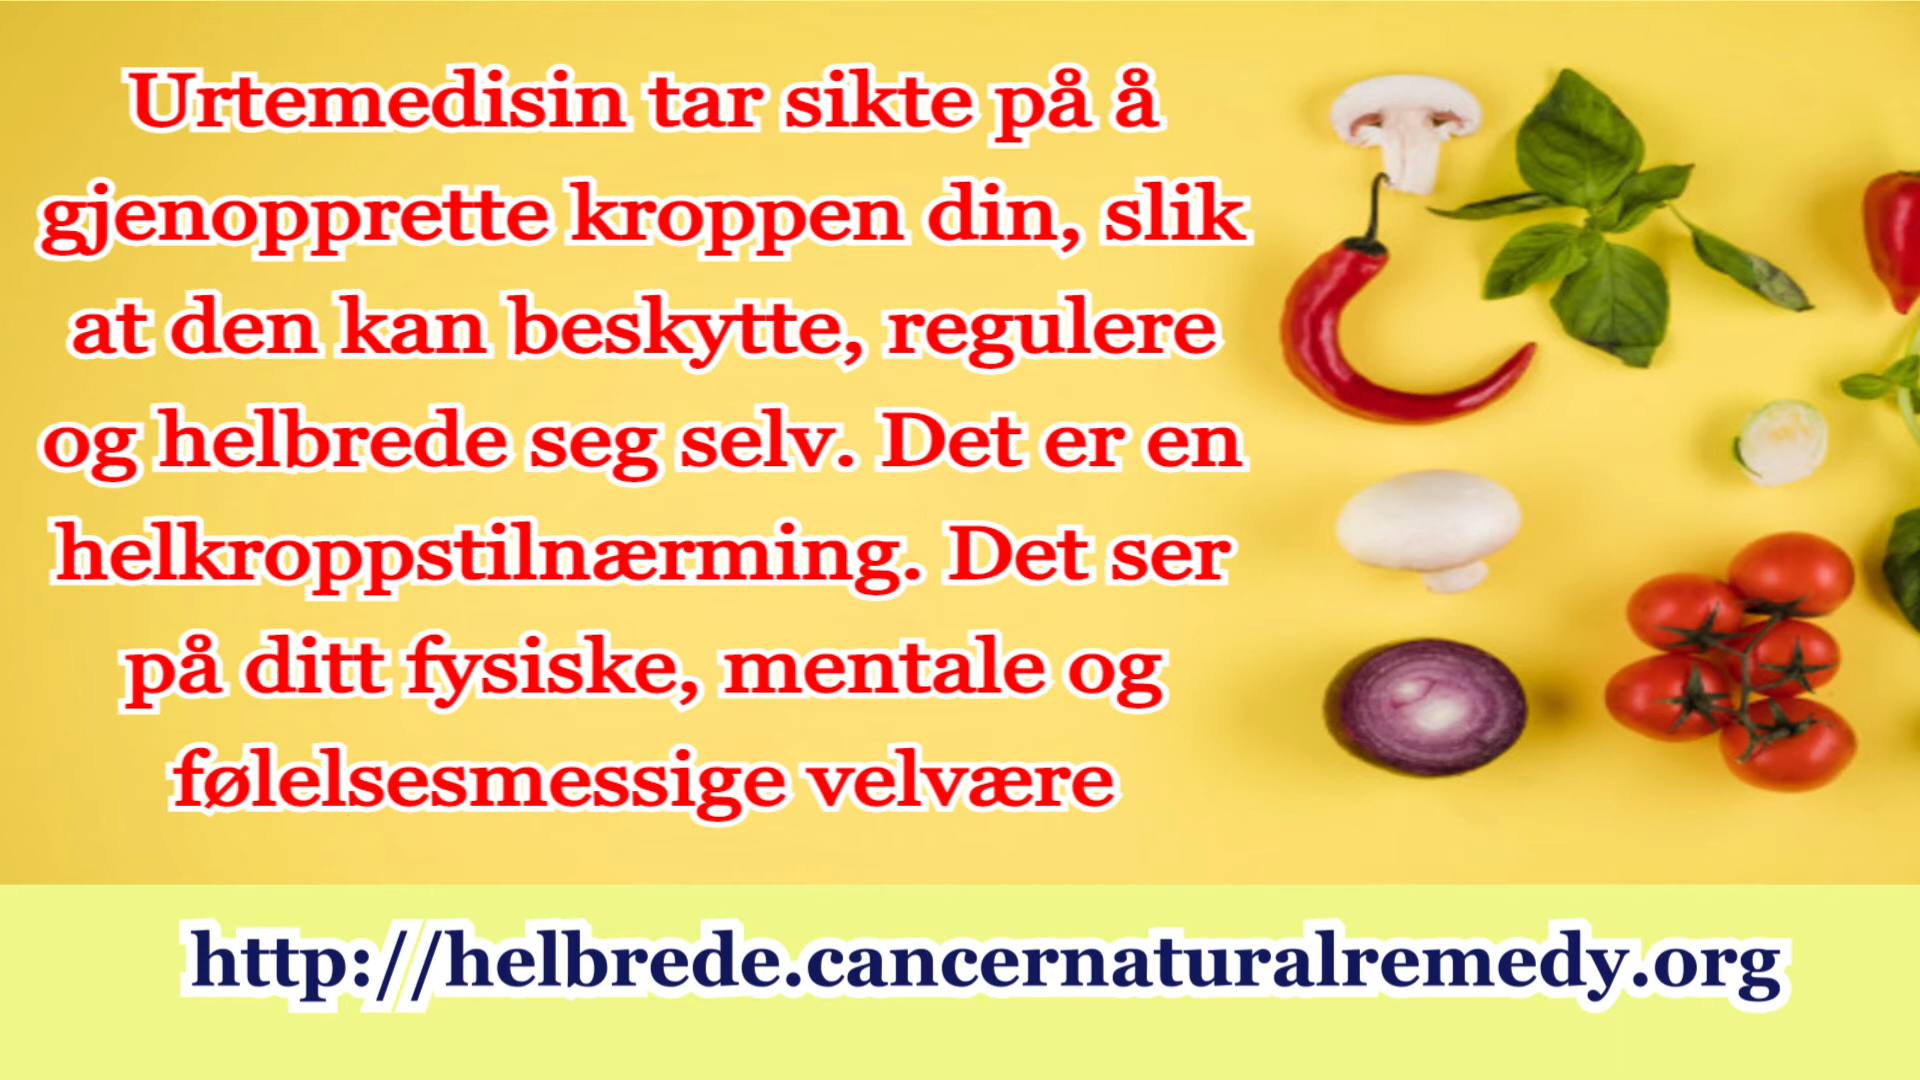 Urtemedisin tar sikte på å
gjenopprette kroppen din, slik
at den kan beskytte, regulere
og helbrede seg selv. Det er en
helkroppstilnærming. Det ser
på ditt fysiske, mentale og
følelsesmessige velvære
http://helbrede.cancernaturalremedy.org